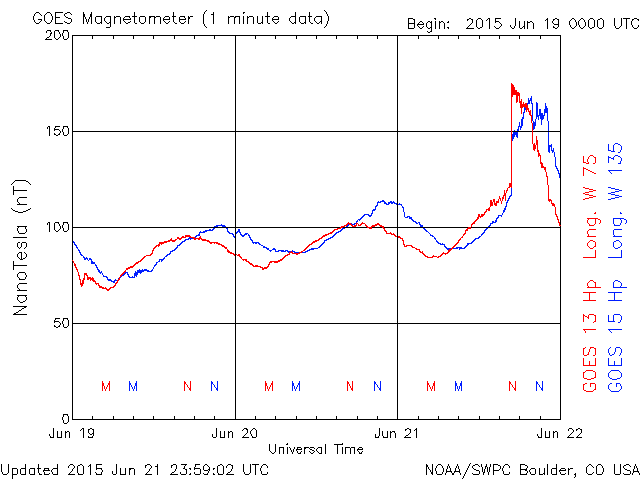 GOES Magnetometer (1 minute data)
Begin: 2015 Jun 19 0000 UTC
200
150
100
50
0
NanoTesla (nT)
M M N N M M N N M M N N
Jun 19 Jun 20 Jun 21 Jun 22
Universal Time
GOES 13 Hp Long. W 75
GOES 15 Hp Long. W 135
Updated 2015 Jun 21 23:59:02 UTC
NOAA/SWPC Boulder, CO USA